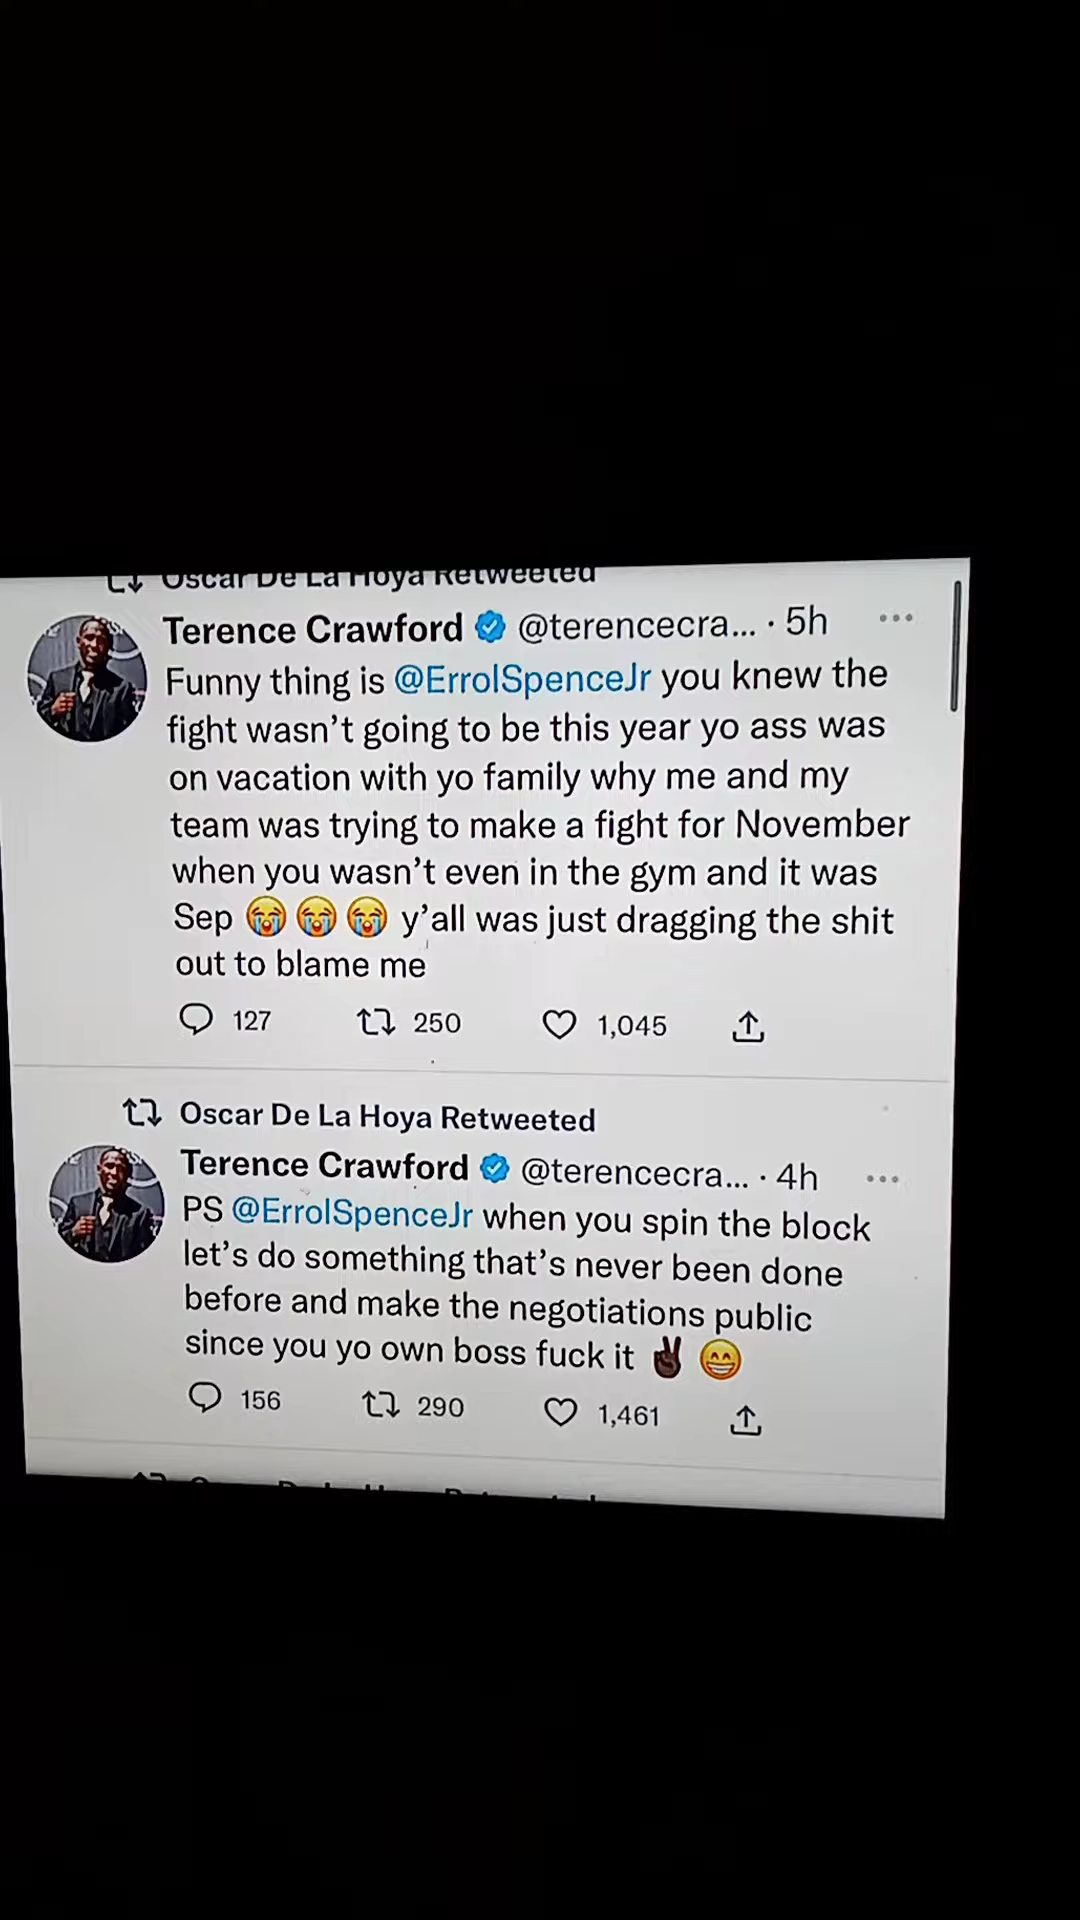 Oscar De La Hoya Retweeted
Terence Crawford @terencecra... · 5h
Funny thing is @ErrolSpenceJr you knew the
fight wasn't going to be this year yo ass was
on vacation with yo family why me and my
team was trying to make a fight for November
when you wasn't even in the gym and it was
Sep 😭😭😭 y'all was just dragging the shit
out to blame me
127 250 1,045
Oscar De La Hoya Retweeted
Terence Crawford @terencecra... · 4h
PS @ErrolSpenceJr when you spin the block
let's do something that's never been done
before and make the negotiations public
since you yo own boss fuck it ✌🏿 😁
156 290 1,461